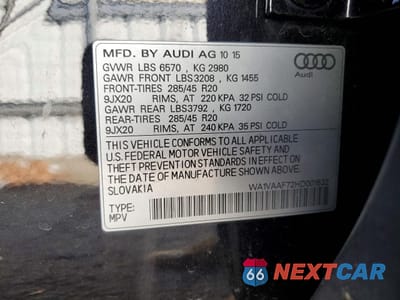 MFD. BY AUDI AG 10 15
GVWR LBS 6570 , KG 2980
GAWR FRONT LBS3208 , KG 1455
FRONT-TIRES 285/45 R20
9JX20 RIMS, AT 220 KPA 32 PSI COLD
GAWR REAR LBS3792 , KG 1720
REAR-TIRES 285/45 R20
9JX20 RIMS, AT 240 KPA 35 PSI COLD
THIS VEHICLE CONFORMS TO ALL APPLICABLE
U.S. FEDERAL MOTOR VEHICLE SAFETY AND
THEFT PREVENTION STANDARDS IN EFFECT ON
THE DATE OF MANUFACTURE SHOWN ABOVE.
SLOVAKIA
WA1VAAF72HD001532
TYPE:
MPV
Audi
66 NEXTCAR